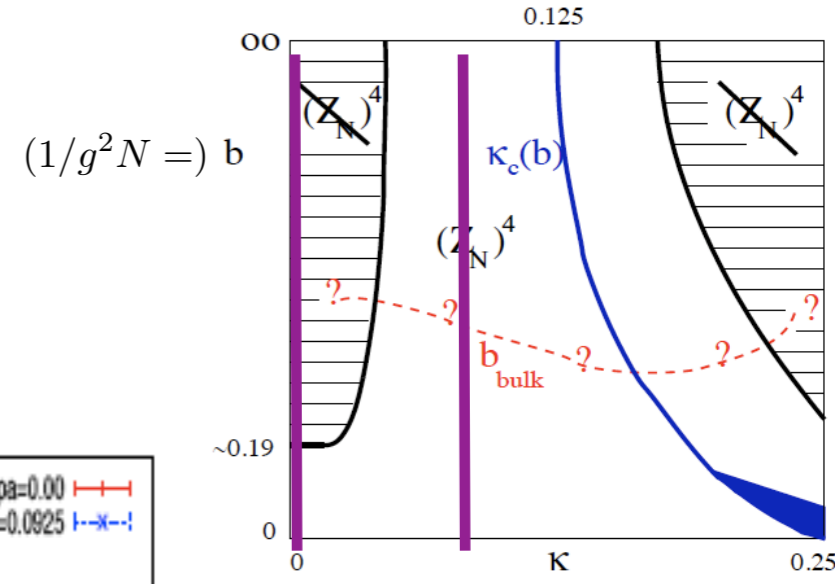 0.125
∞
(Z_N)^4
(Z_N)^4
(1/g^2N =) b
κ_c(b)
(Z_N)^4
?
?
?
?
?
b_bulk
~0.19
pa=0.00
=0.0925
0
0
κ
0.25